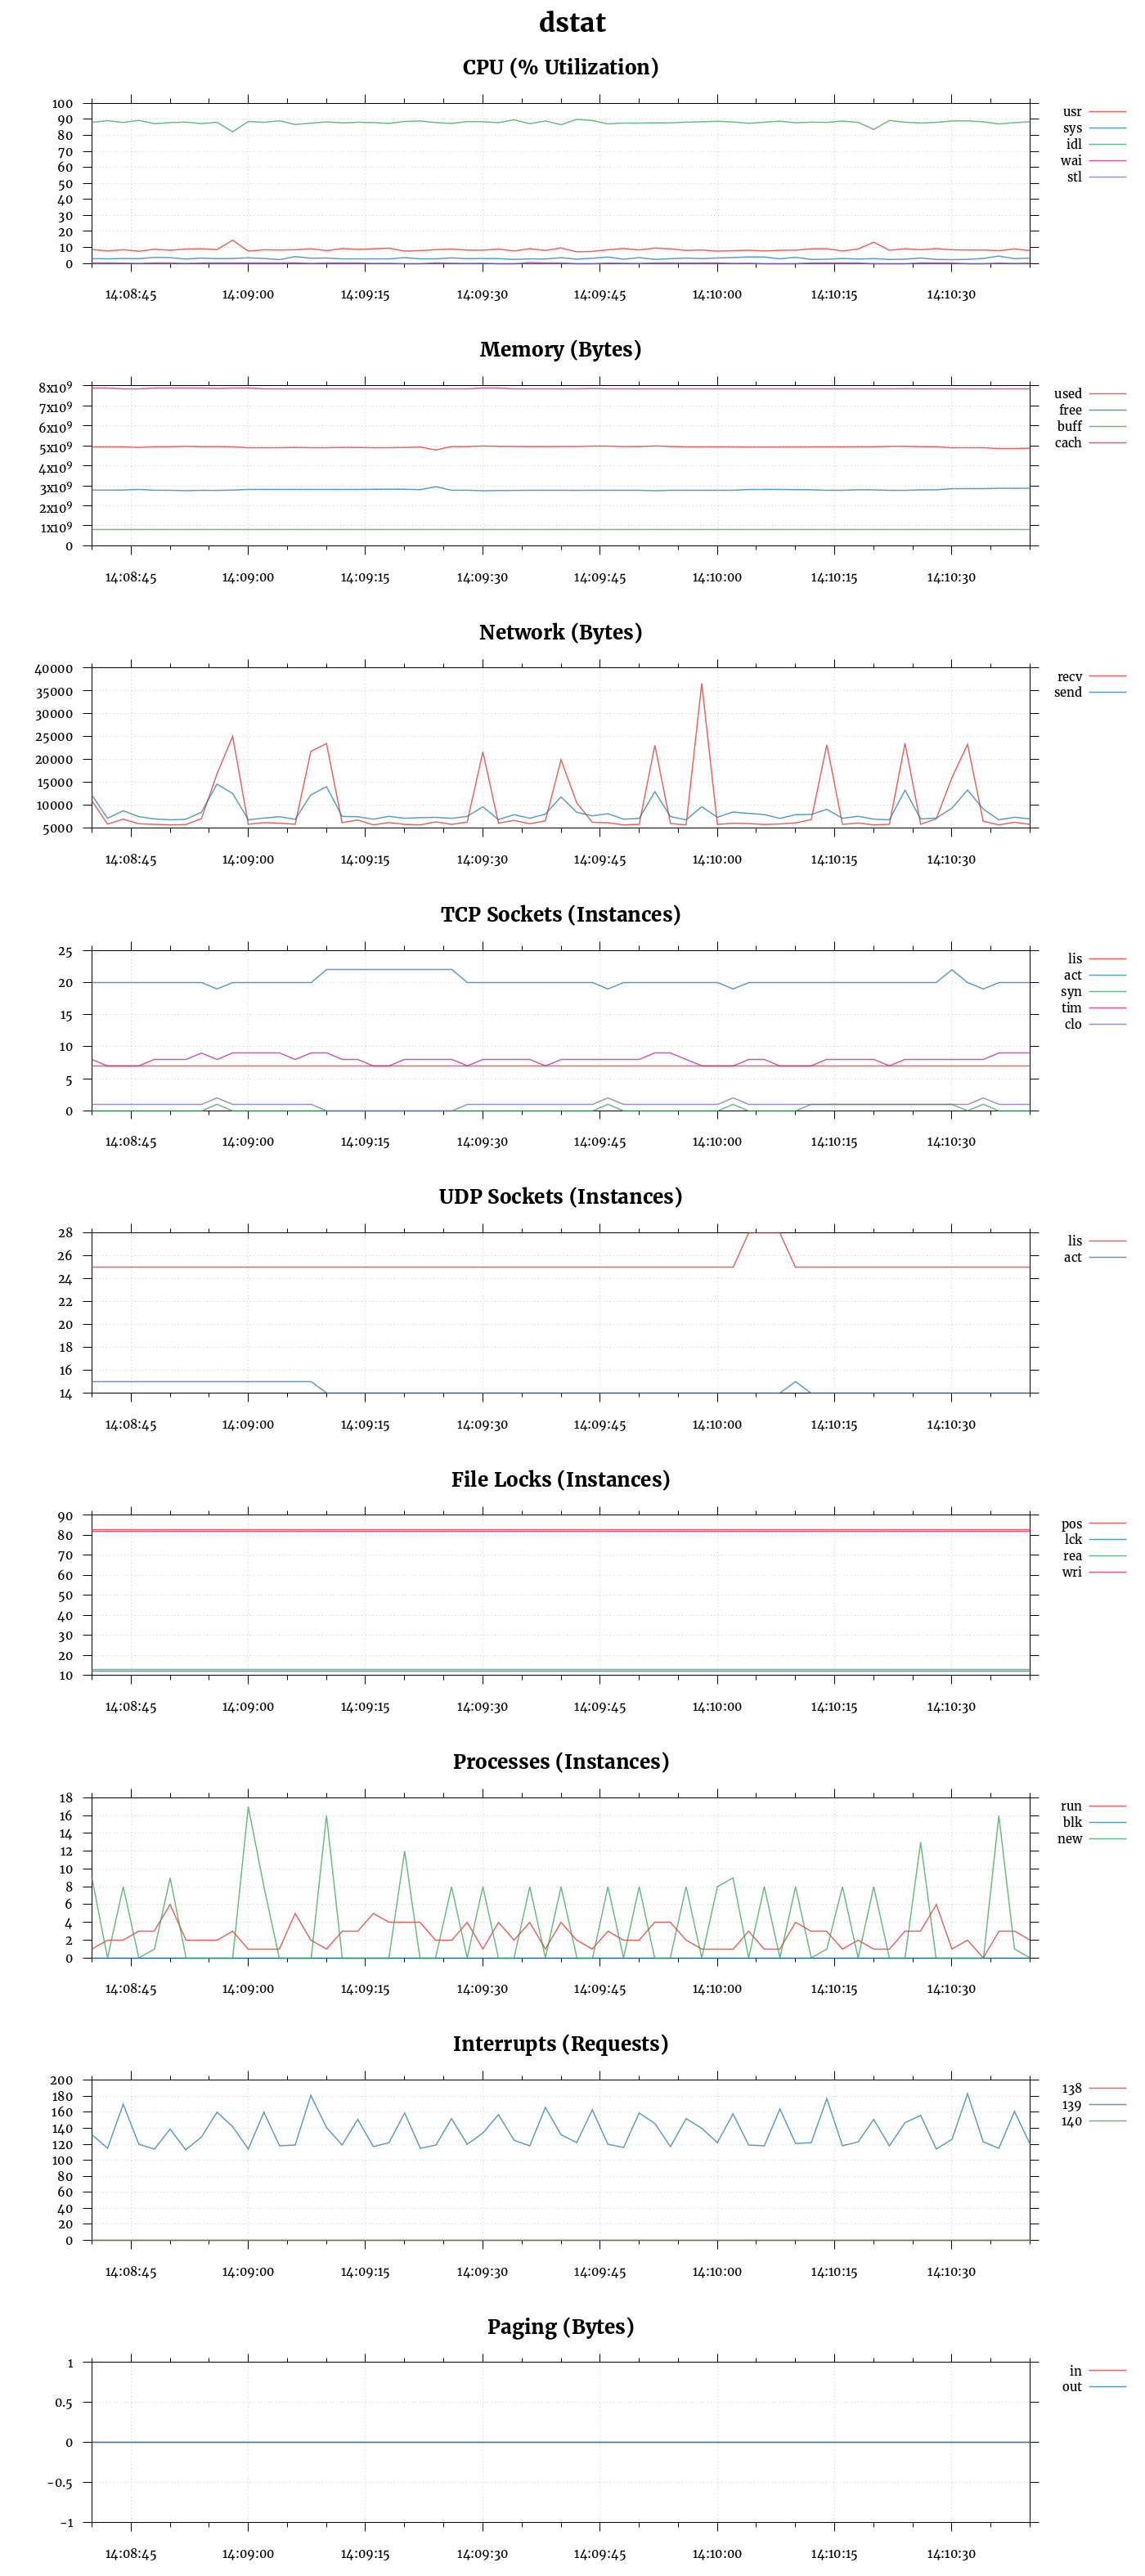 dstat
CPU (% Utilization)
100
90
80
70
60
50
40
30
20
10
0
14:08:45 14:09:00 14:09:15 14:09:30 14:09:45 14:10:00 14:10:15 14:10:30
usr
sys
idl
wai
stl
Memory (Bytes)
8x10⁹
7x10⁹
6x10⁹
5x10⁹
4x10⁹
3x10⁹
2x10⁹
1x10⁹
0
14:08:45 14:09:00 14:09:15 14:09:30 14:09:45 14:10:00 14:10:15 14:10:30
used
free
buff
cach
Network (Bytes)
40000
35000
30000
25000
20000
15000
10000
5000
14:08:45 14:09:00 14:09:15 14:09:30 14:09:45 14:10:00 14:10:15 14:10:30
recv
send
TCP Sockets (Instances)
25
20
15
10
5
0
14:08:45 14:09:00 14:09:15 14:09:30 14:09:45 14:10:00 14:10:15 14:10:30
lis
act
syn
tim
clo
UDP Sockets (Instances)
28
26
24
22
20
18
16
14
14:08:45 14:09:00 14:09:15 14:09:30 14:09:45 14:10:00 14:10:15 14:10:30
lis
act
File Locks (Instances)
90
80
70
60
50
40
30
20
10
14:08:45 14:09:00 14:09:15 14:09:30 14:09:45 14:10:00 14:10:15 14:10:30
pos
lck
rea
wri
Processes (Instances)
18
16
14
12
10
8
6
4
2
0
14:08:45 14:09:00 14:09:15 14:09:30 14:09:45 14:10:00 14:10:15 14:10:30
run
blk
new
Interrupts (Requests)
200
180
160
140
120
100
80
60
40
20
0
14:08:45 14:09:00 14:09:15 14:09:30 14:09:45 14:10:00 14:10:15 14:10:30
138
139
140
Paging (Bytes)
1
0.5
0
-0.5
-1
14:08:45 14:09:00 14:09:15 14:09:30 14:09:45 14:10:00 14:10:15 14:10:30
in
out